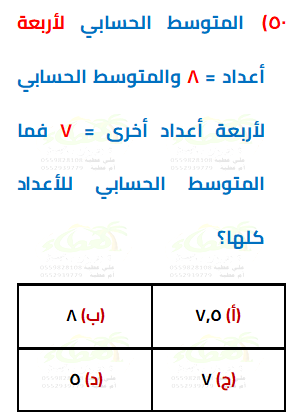 ٥٠) المتوسط الحسابي لأربعة
أعداد = ٨ والمتوسط الحسابي
لأربعة أعداد أخرى = ٧ فما
المتوسط الحسابي للأعداد
كلها؟
(أ) ٧,٥
(ب) ٨
(ج) ٧
(د) ٥